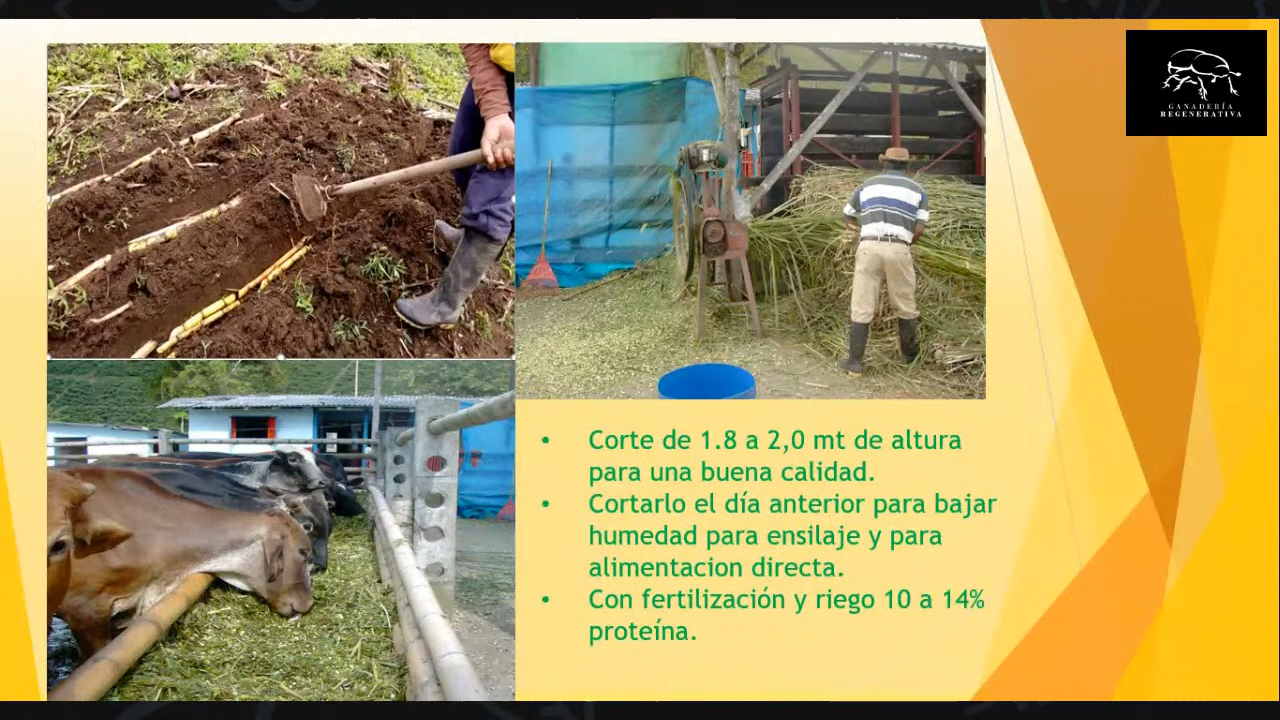 GANADERÍA
REGENERATIVA
• Corte de 1.8 a 2,0 mt de altura
para una buena calidad.
• Cortarlo el día anterior para bajar
humedad para ensilaje y para
alimentacion directa.
• Con fertilización y riego 10 a 14%
proteína.